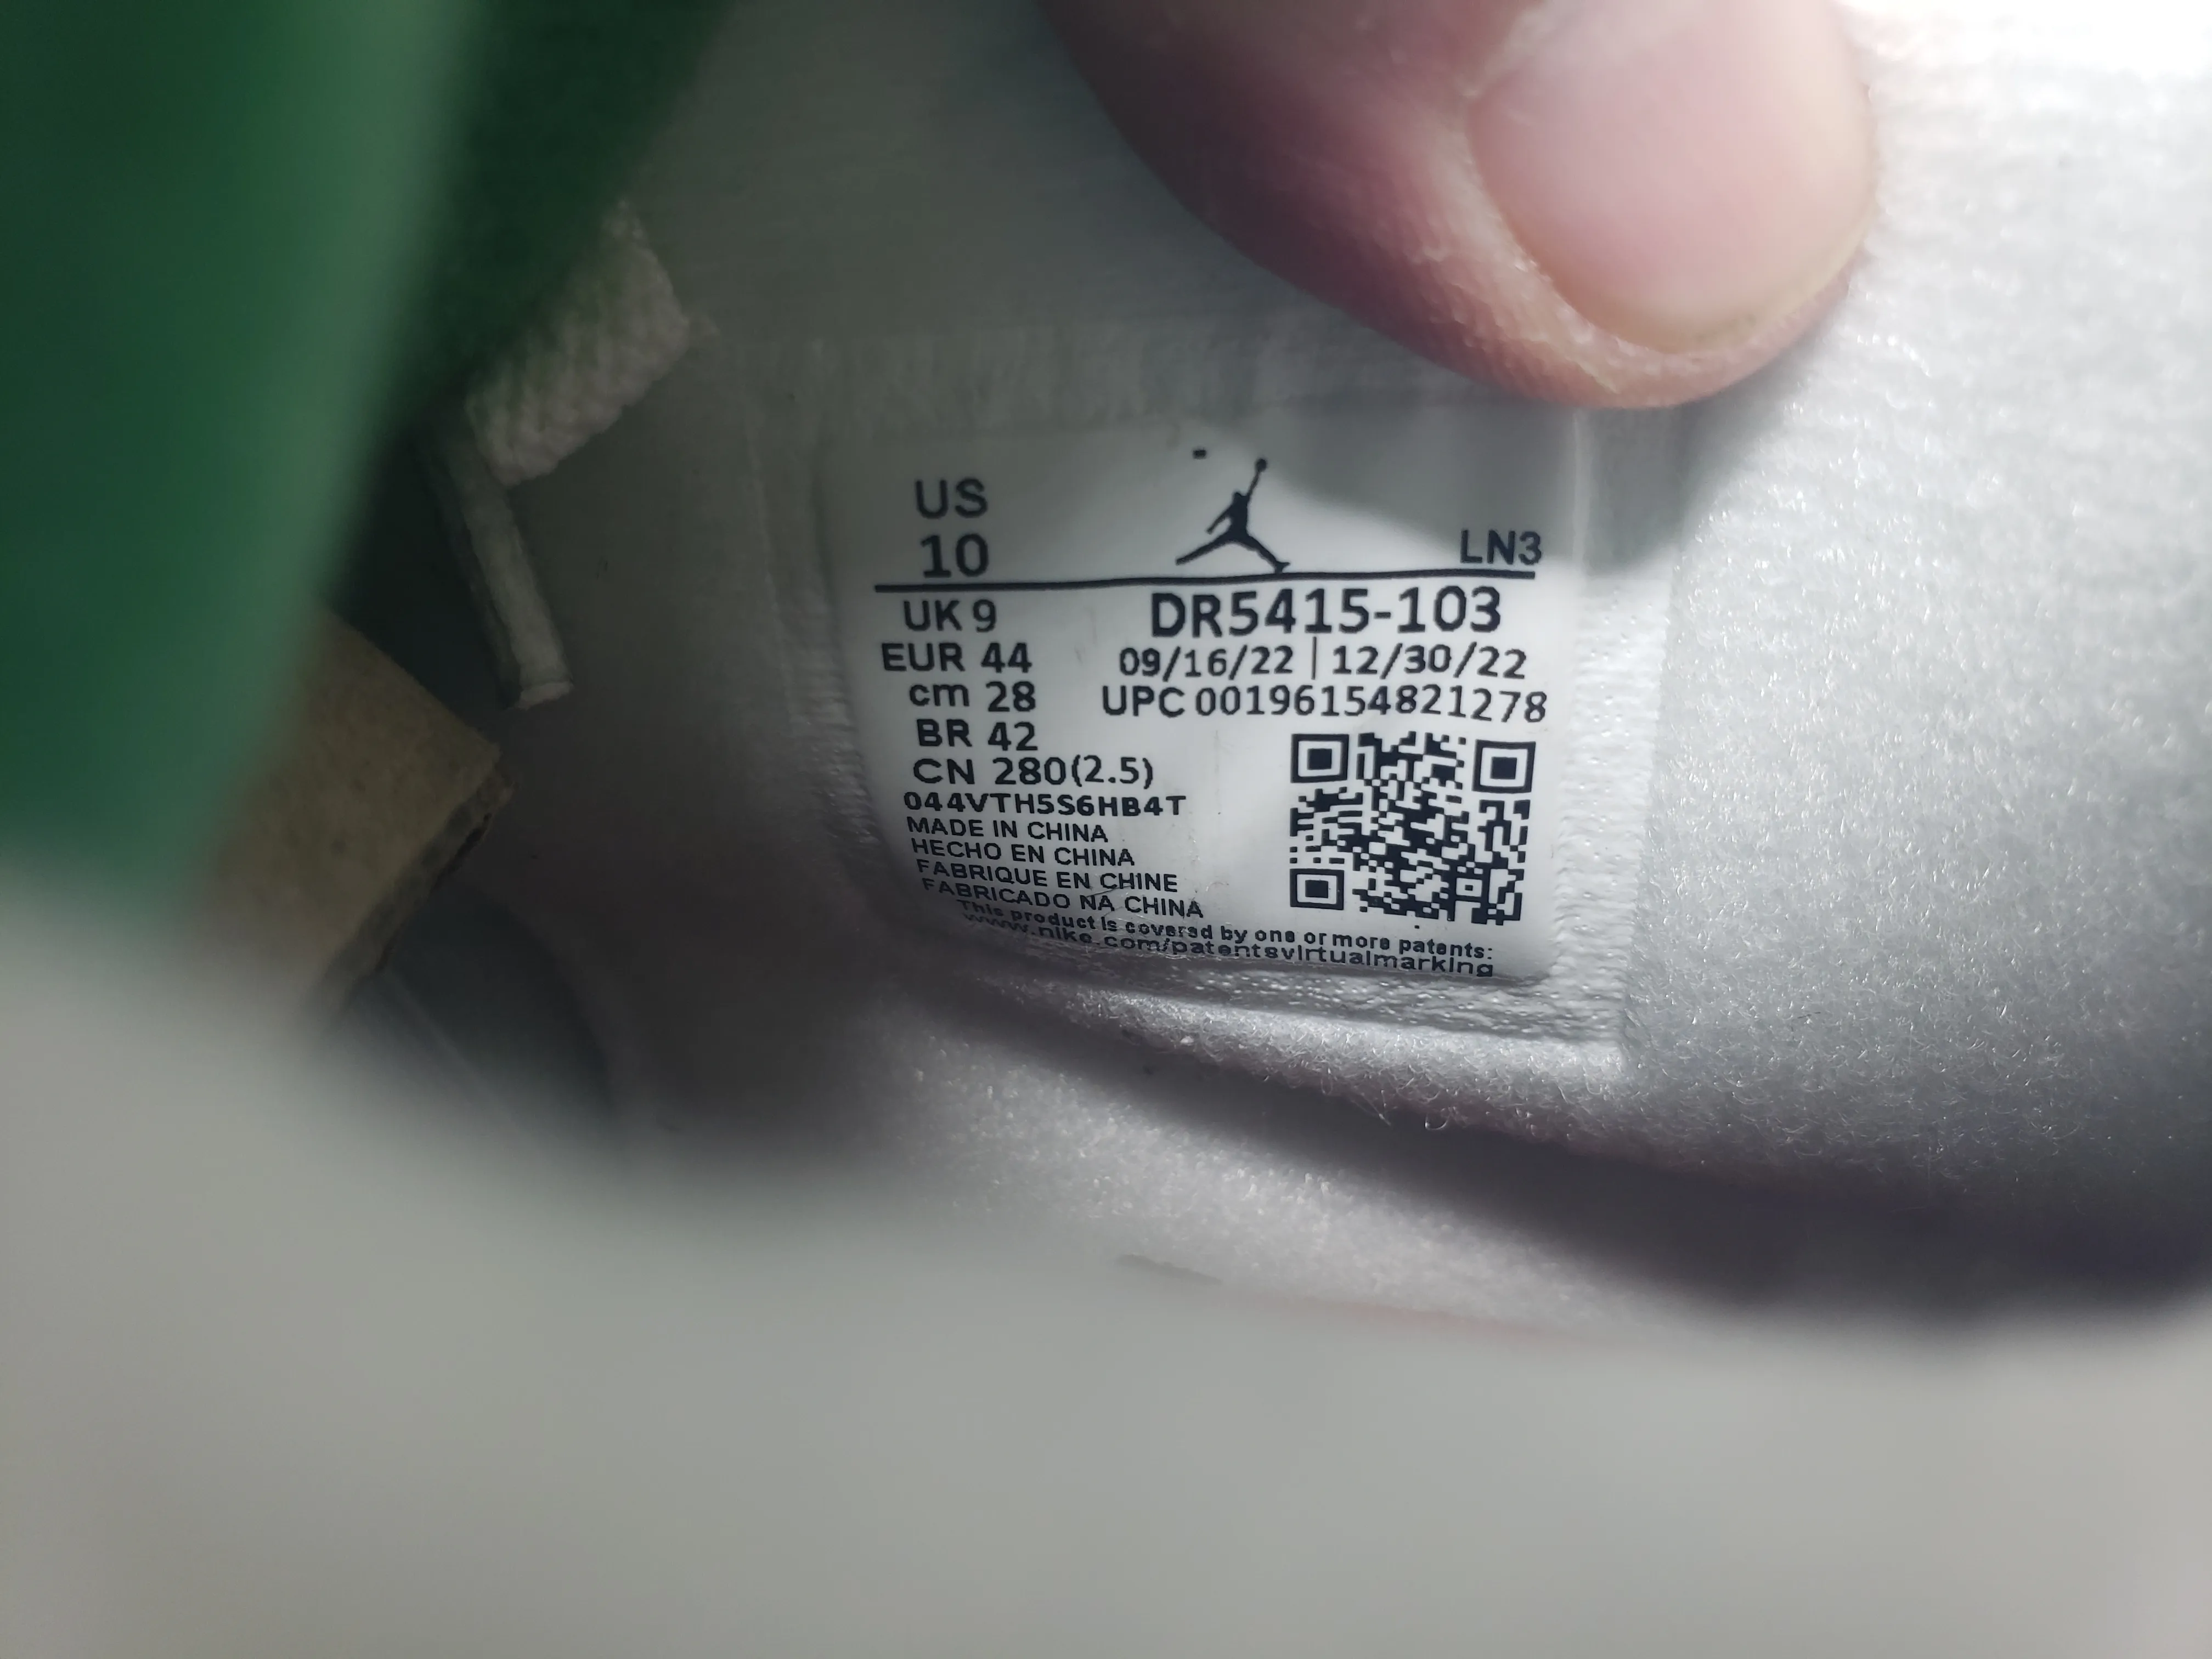 US
10
LN3
UK 9
DR5415-103
EUR 44
09/16/22 | 12/30/22
cm 28
UPC 00196154821278
BR 42
CN 280(2.5)
044VTH5S6HB4T
MADE IN CHINA
HECHO EN CHINA
FABRIQUE EN CHINE
FABRICADO NA CHINA
This product is covered by one or more patents:
www.nike.com/patentsvirtualmarking